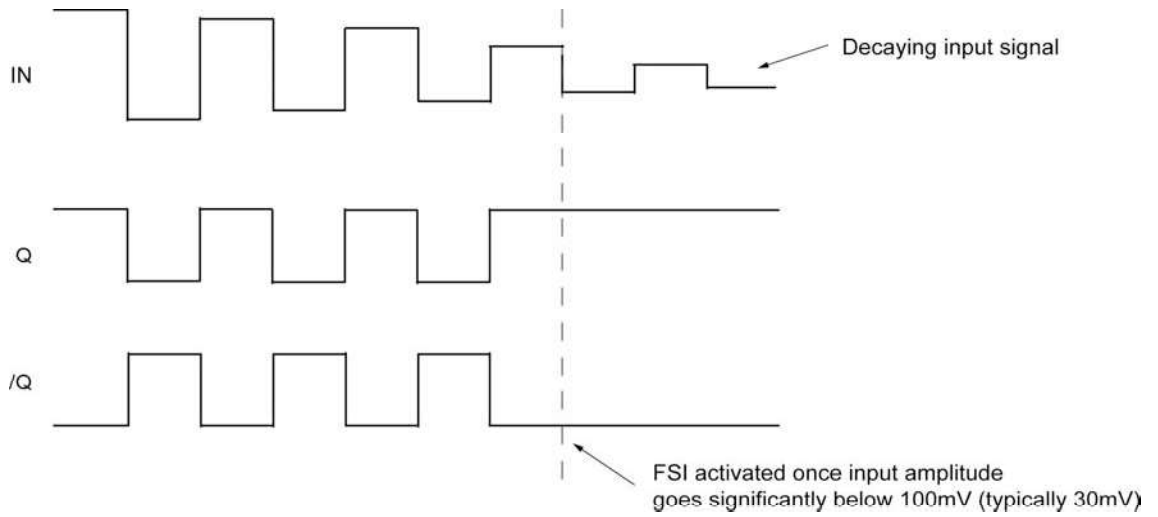 IN
Decaying input signal
Q
/Q
FSI activated once input amplitude
goes significantly below 100mV (typically 30mV)